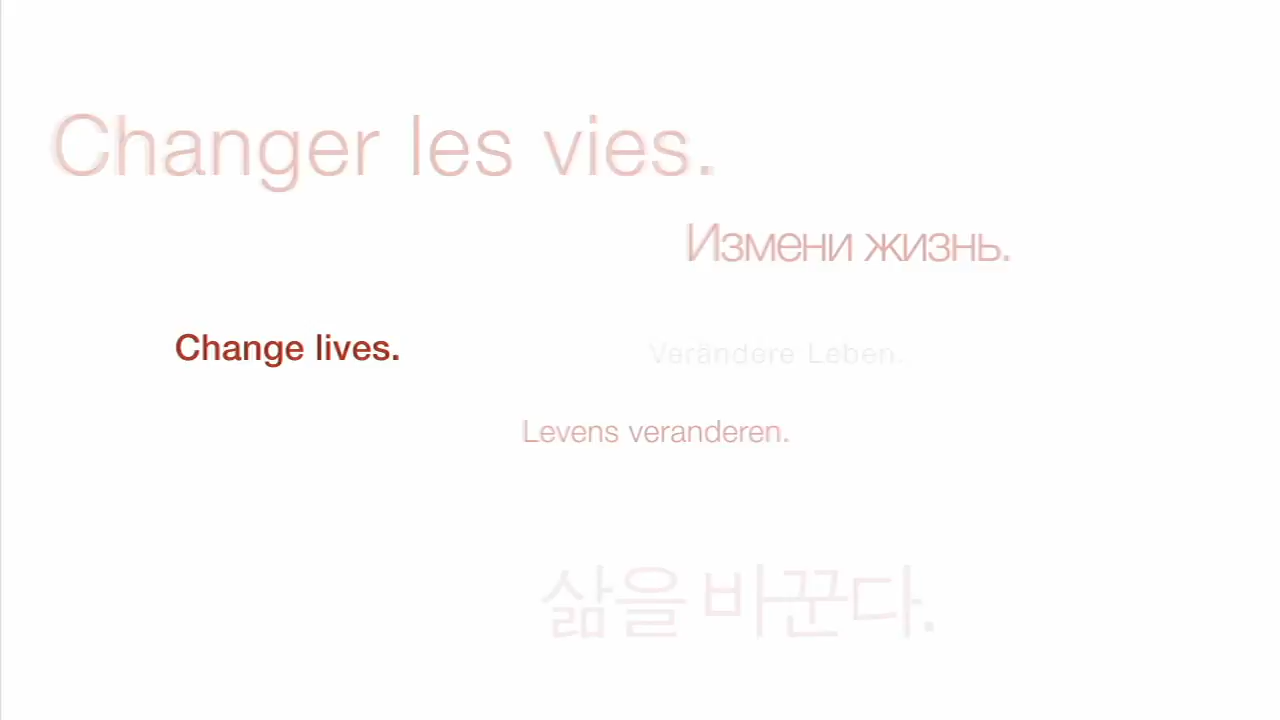 Changer les vies.
Измени жизнь.
Change lives.
Verändere Leben.
Levens veranderen.
삶을 바꾼다.